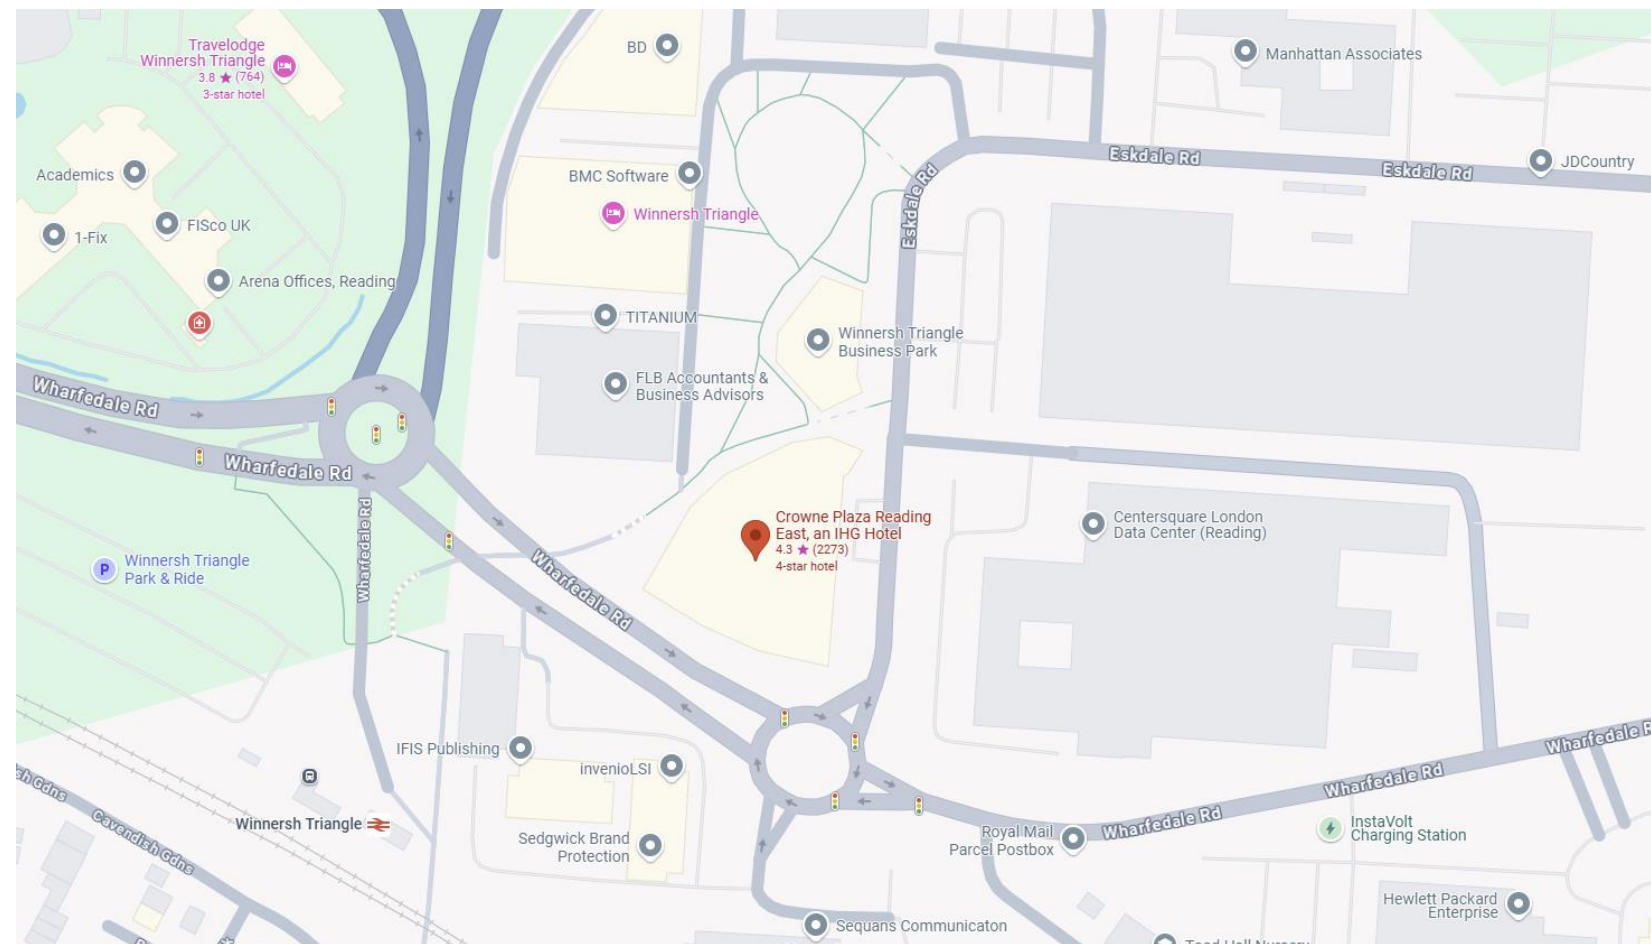 Travelodge
Winnersh Triangle
3.8 ★ (764)
3-star hotel
BD
Manhattan Associates
Academics
BMC Software
Eskdale Rd
Eskdale Rd
JDCountry
FISco UK
1-Fix
Winnersh Triangle
Eskdale Rd
Arena Offices, Reading
TITANIUM
Winnersh Triangle
Business Park
FLB Accountants &
Business Advisors
Wharfedale Rd
Wharfedale Rd
Wharfedale Rd
Crowne Plaza Reading
East, an IHG Hotel
4.3 ★ (2273)
4-star hotel
Centersquare London
Data Center (Reading)
P
Winnersh Triangle
Park & Ride
Wharfedale Rd
IFIS Publishing
invenioLSI
Wharfedale R
Wharfedale Rd
Gdns
Cavendish Gdns
Winnersh Triangle
Sedgwick Brand
Protection
Royal Mail
Parcel Postbox
Wharfedale Rd
InstaVolt
Charging Station
Hewlett Packard
Enterprise
Sequans Communicaton